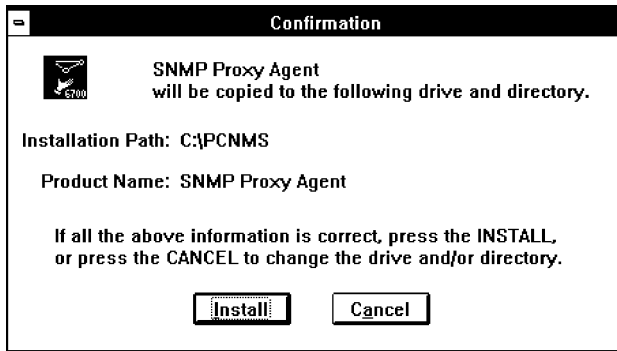 Confirmation
6700
SNMP Proxy Agent
will be copied to the following drive and directory.
Installation Path: C:\PCNMS
Product Name: SNMP Proxy Agent
If all the above information is correct, press the INSTALL,
or press the CANCEL to change the drive and/or directory.
Install Cancel